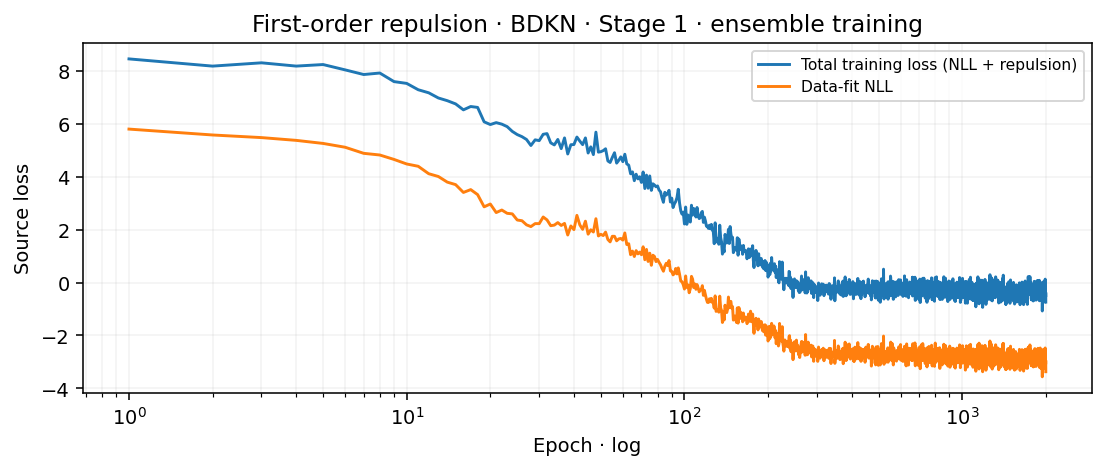 First-order repulsion · BDKN · Stage 1 · ensemble training
Total training loss (NLL + repulsion)
Data-fit NLL
Source loss
8
6
4
2
0
−2
−4
10⁰ 10¹ 10² 10³
Epoch · log